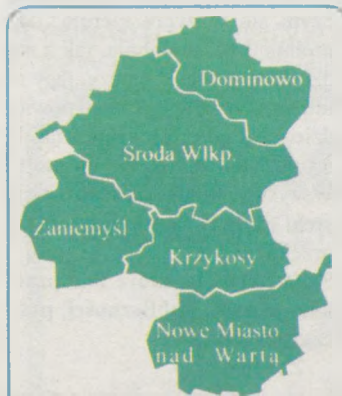 Dominowo
Środa Wlkp.
Zaniemyśl
Krzykosy
Nowe Miasto
nad Wartą